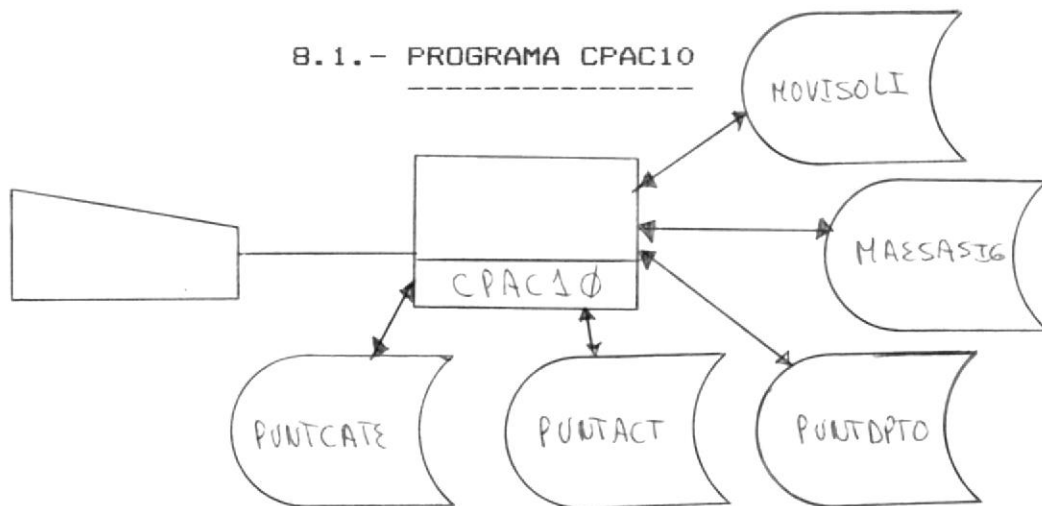 8.1.- PROGRAMA CPAC10
MOVISOLI
MAESASIG
CPAC10
PUNTCATE
PUNTACT
PUNTDPTO